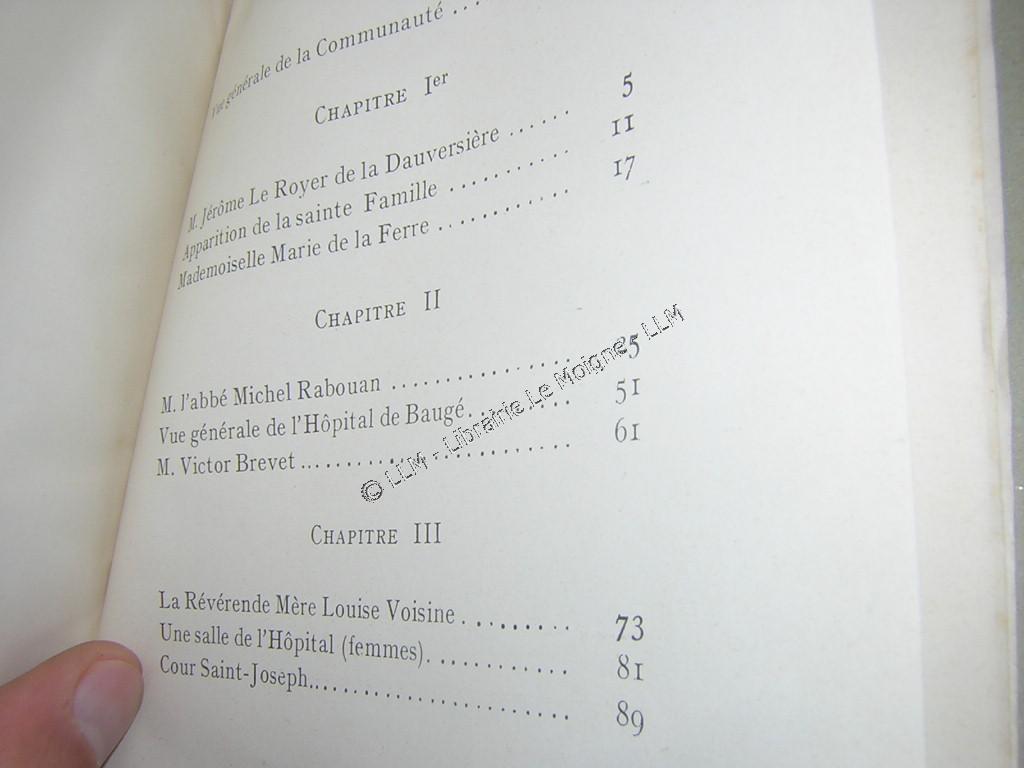 Vue générale de la Communauté ...
CHAPITRE Ier
M. Jérôme Le Royer de la Dauversière ...... 5
Apparition de la sainte Famille ......... 11
Mademoiselle Marie de la Ferre .......... 17
CHAPITRE II
M. l'abbé Michel Rabouan ............. 25
Vue générale de l'Hôpital de Baugé........ 51
M. Victor Brevet ................... 61
© LLM - Librairie Le Moigne - LLM
CHAPITRE III
La Révérende Mère Louise Voisine ......... 73
Une salle de l'Hôpital (femmes)........... 81
Cour Saint-Joseph.................... 89